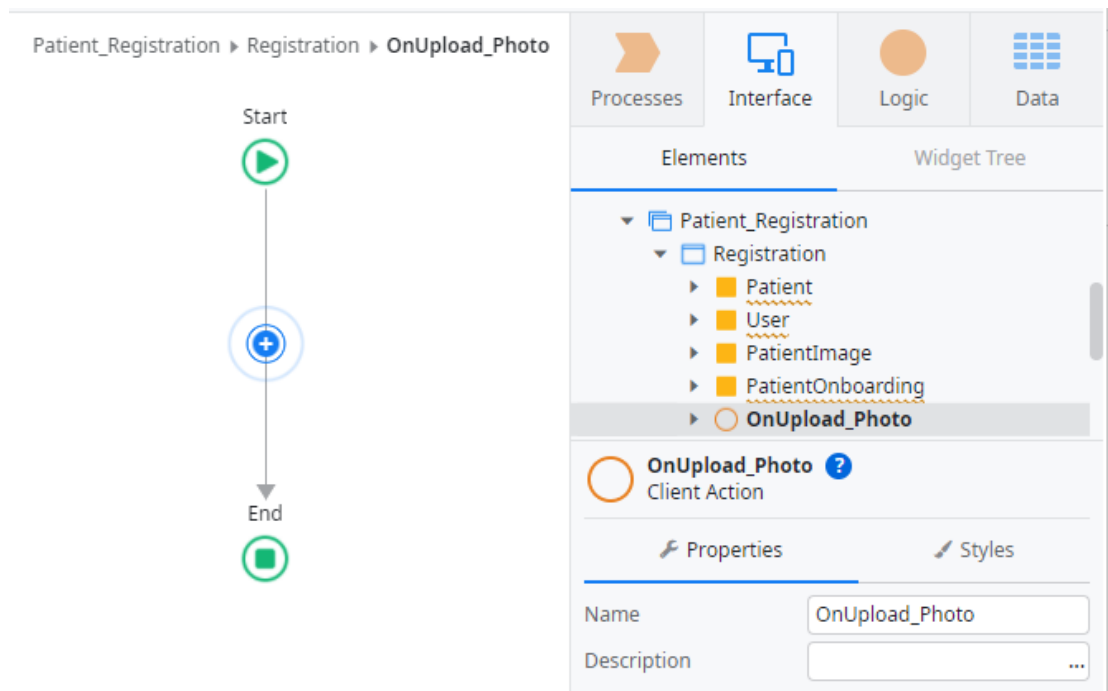 Patient_Registration ▸ Registration ▸ OnUpload_Photo
Start
End
Processes
Interface
Logic
Data
Elements
Widget Tree
Patient_Registration
Registration
Patient
User
PatientImage
PatientOnboarding
OnUpload_Photo
OnUpload_Photo ?
Client Action
Properties
Styles
Name
OnUpload_Photo
Description
...